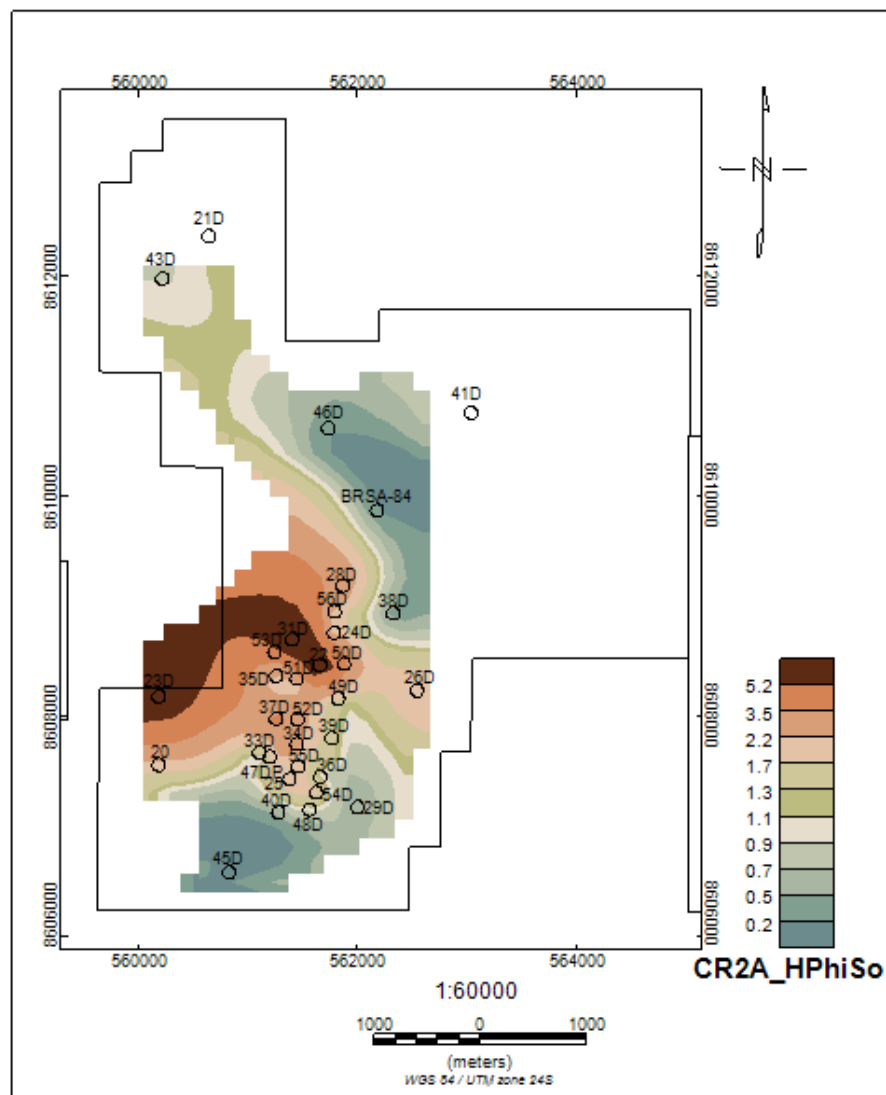 560000 562000 564000
N
21D
43D
8612000 8612000
41D
46D
BRSA-84
8610000 8610000
28D
56D 38D
24D
31D
53D
23 50D
51D
35D
23D 26D
49D
8608000 8608000
37D 52D
39D
34D
33D
20
55D
47DP
36D
25
54D
29D
40D
48D
45D
8606000 8606000
560000 562000 564000
5.2
3.5
2.2
1.7
1.3
1.1
0.9
0.7
0.5
0.2
CR2A_HPhiSo
1:60000
1000 0 1000
(meters)
WGS 84 / UTM zone 24S